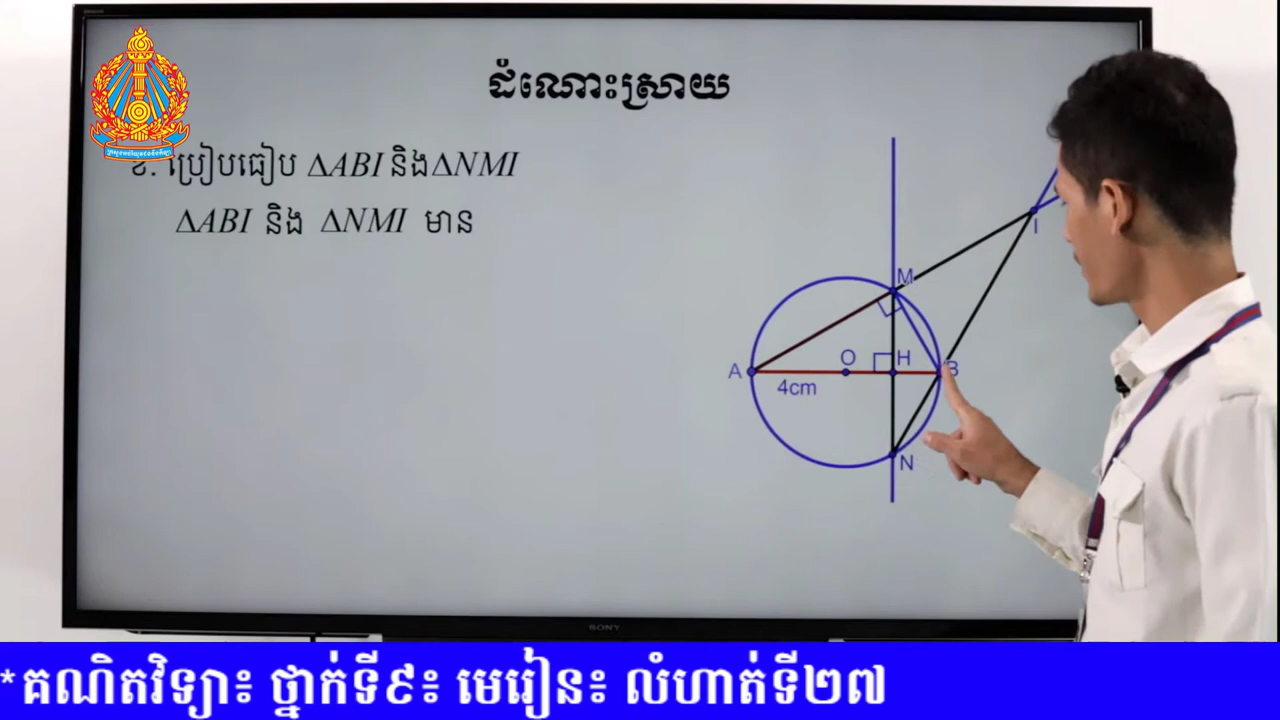 ដំណោះស្រាយ
ខ. ប្រៀបធៀប ΔABI និងΔNMI
ΔABI និង ΔNMI មាន
I
M
A
O
H
B
4cm
N
SONY
*គណិតវិទ្យា៖ ថ្នាក់ទី៩៖ មេរៀន៖ លំហាត់ទី២៧